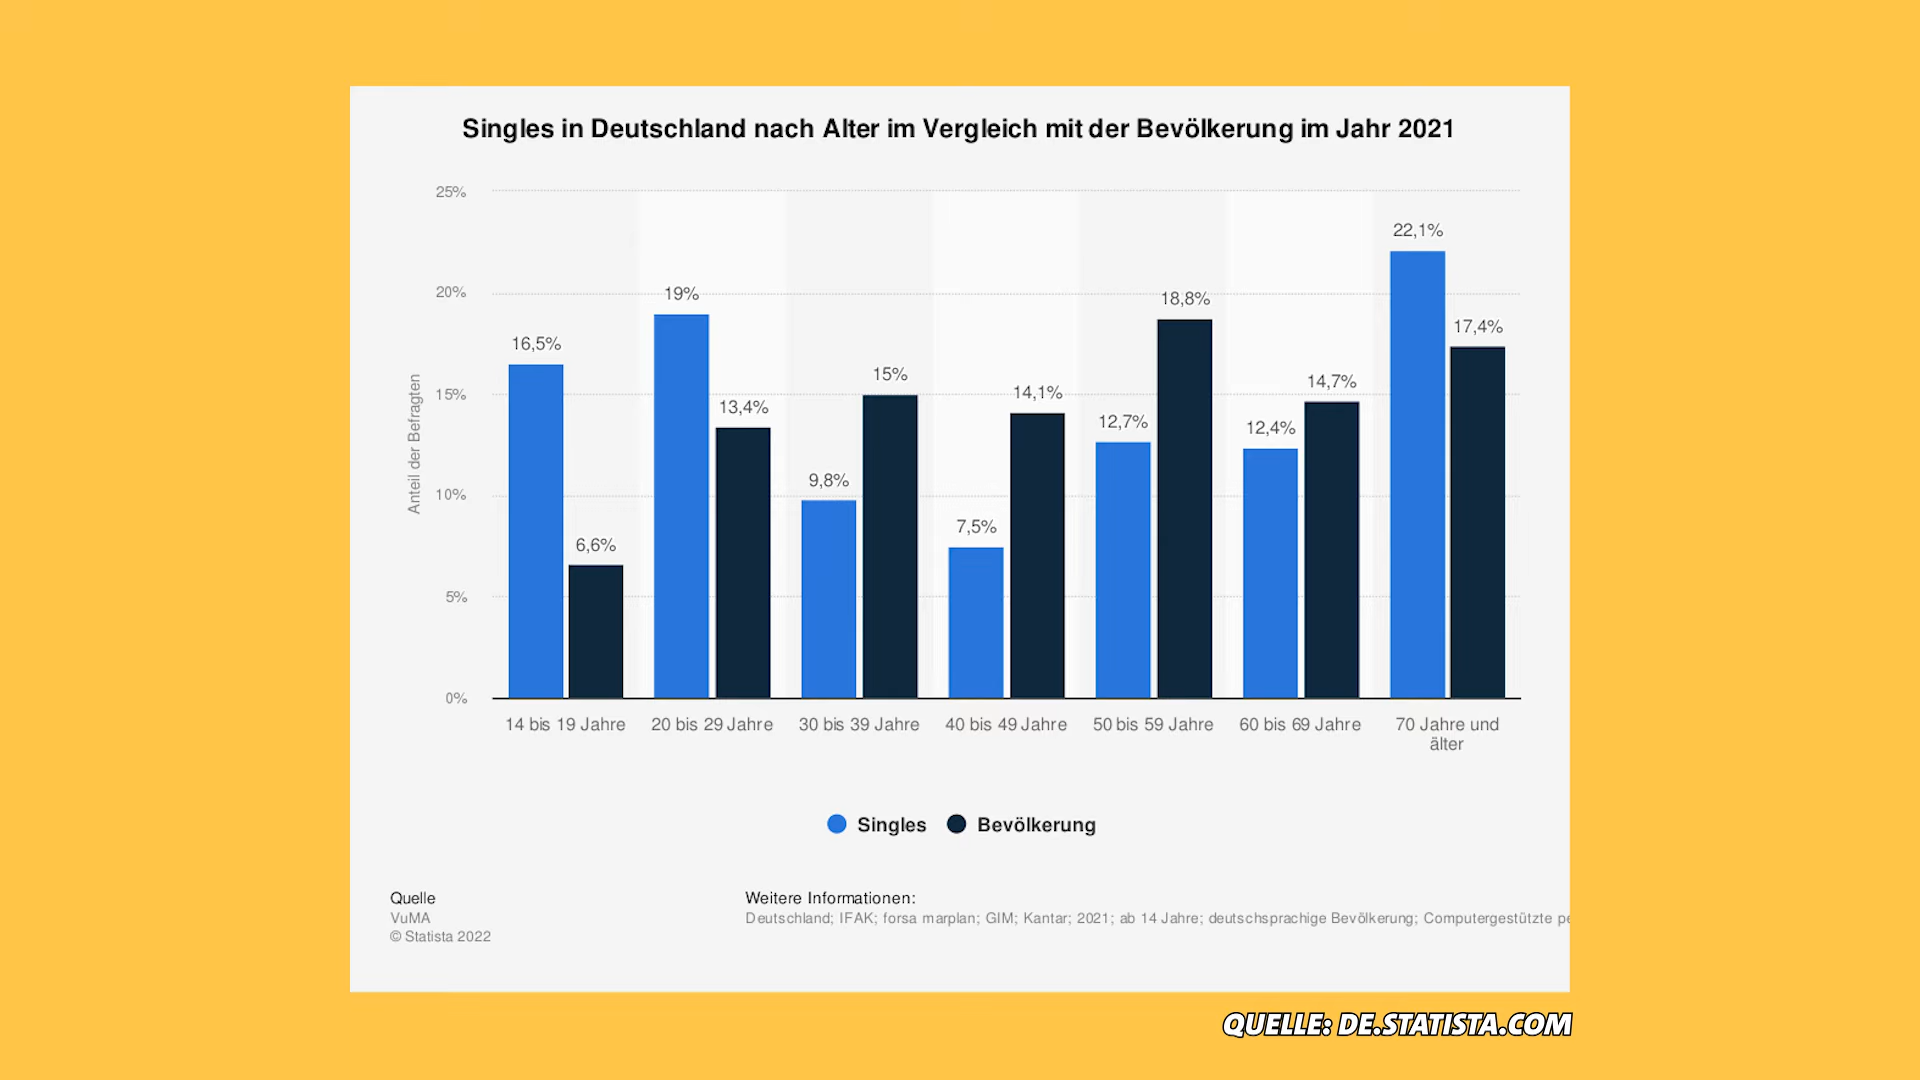 Singles in Deutschland nach Alter im Vergleich mit der Bevölkerung im Jahr 2021
Anteil der Befragten
25%
20%
15%
10%
5%
0%
16,5%
6,6%
19%
13,4%
9,8%
15%
7,5%
14,1%
12,7%
18,8%
12,4%
14,7%
22,1%
17,4%
14 bis 19 Jahre
20 bis 29 Jahre
30 bis 39 Jahre
40 bis 49 Jahre
50 bis 59 Jahre
60 bis 69 Jahre
70 Jahre und
älter
Singles
Bevölkerung
Quelle
VuMA
© Statista 2022
Weitere Informationen:
Deutschland; IFAK; forsa marplan; GIM; Kantar; 2021; ab 14 Jahre; deutschsprachige Bevölkerung; Computergestützte
QUELLE: DE.STATISTA.COM